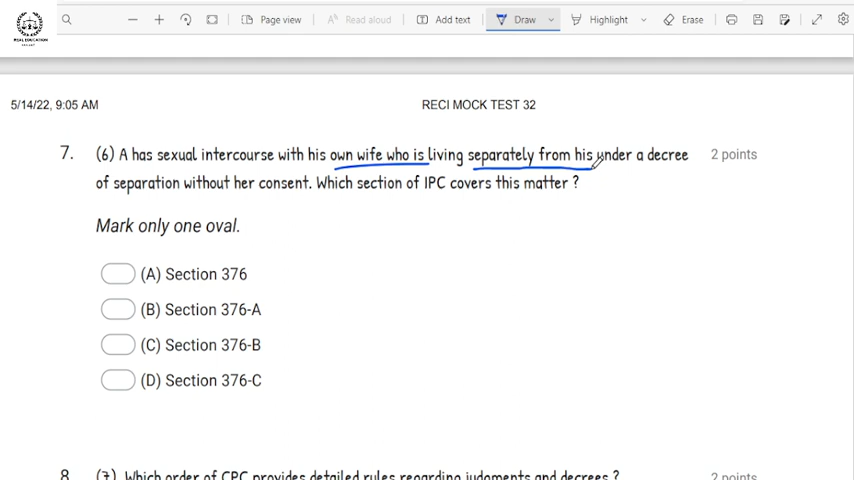 REAL EDUCATION
Page view
Read aloud
Add text
Draw
Highlight
Erase
5/14/22, 9:05 AM
RECI MOCK TEST 32
7. (6) A has sexual intercourse with his own wife who is living separately from his under a decree 2 points
of separation without her consent. Which section of IPC covers this matter ?
Mark only one oval.
(A) Section 376
(B) Section 376-A
(C) Section 376-B
(D) Section 376-C
8 (7) Which order of CPC provides detailed rules regarding judgments and decrees ? 2 points